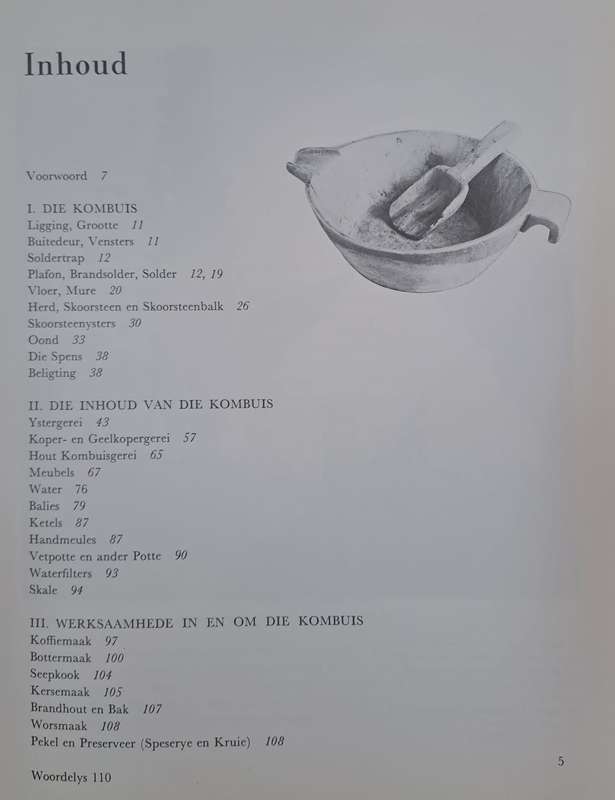 Inhoud
Voorwoord 7
I. DIE KOMBUIS
Ligging, Grootte 11
Buitedeur, Vensters 11
Soldertrap 12
Plafon, Brandsolder, Solder 12, 19
Vloer, Mure 20
Herd, Skoorsteen en Skoorsteenbalk 26
Skoorsteenysters 30
Oond 33
Die Spens 38
Beligting 38
II. DIE INHOUD VAN DIE KOMBUIS
Ystergerei 43
Koper- en Geelkopergerei 57
Hout Kombuisgerei 65
Meubels 67
Water 76
Balies 79
Ketels 87
Handmeules 87
Vetpotte en ander Potte 90
Waterfilters 93
Skale 94
III. WERKSAAMHEDE IN EN OM DIE KOMBUIS
Koffiemaak 97
Bottermaak 100
Seepkook 104
Kersemaak 105
Brandhout en Bak 107
Worsmaak 108
Pekel en Preserveer (Speserye en Kruie) 108
Woordelys 110
5